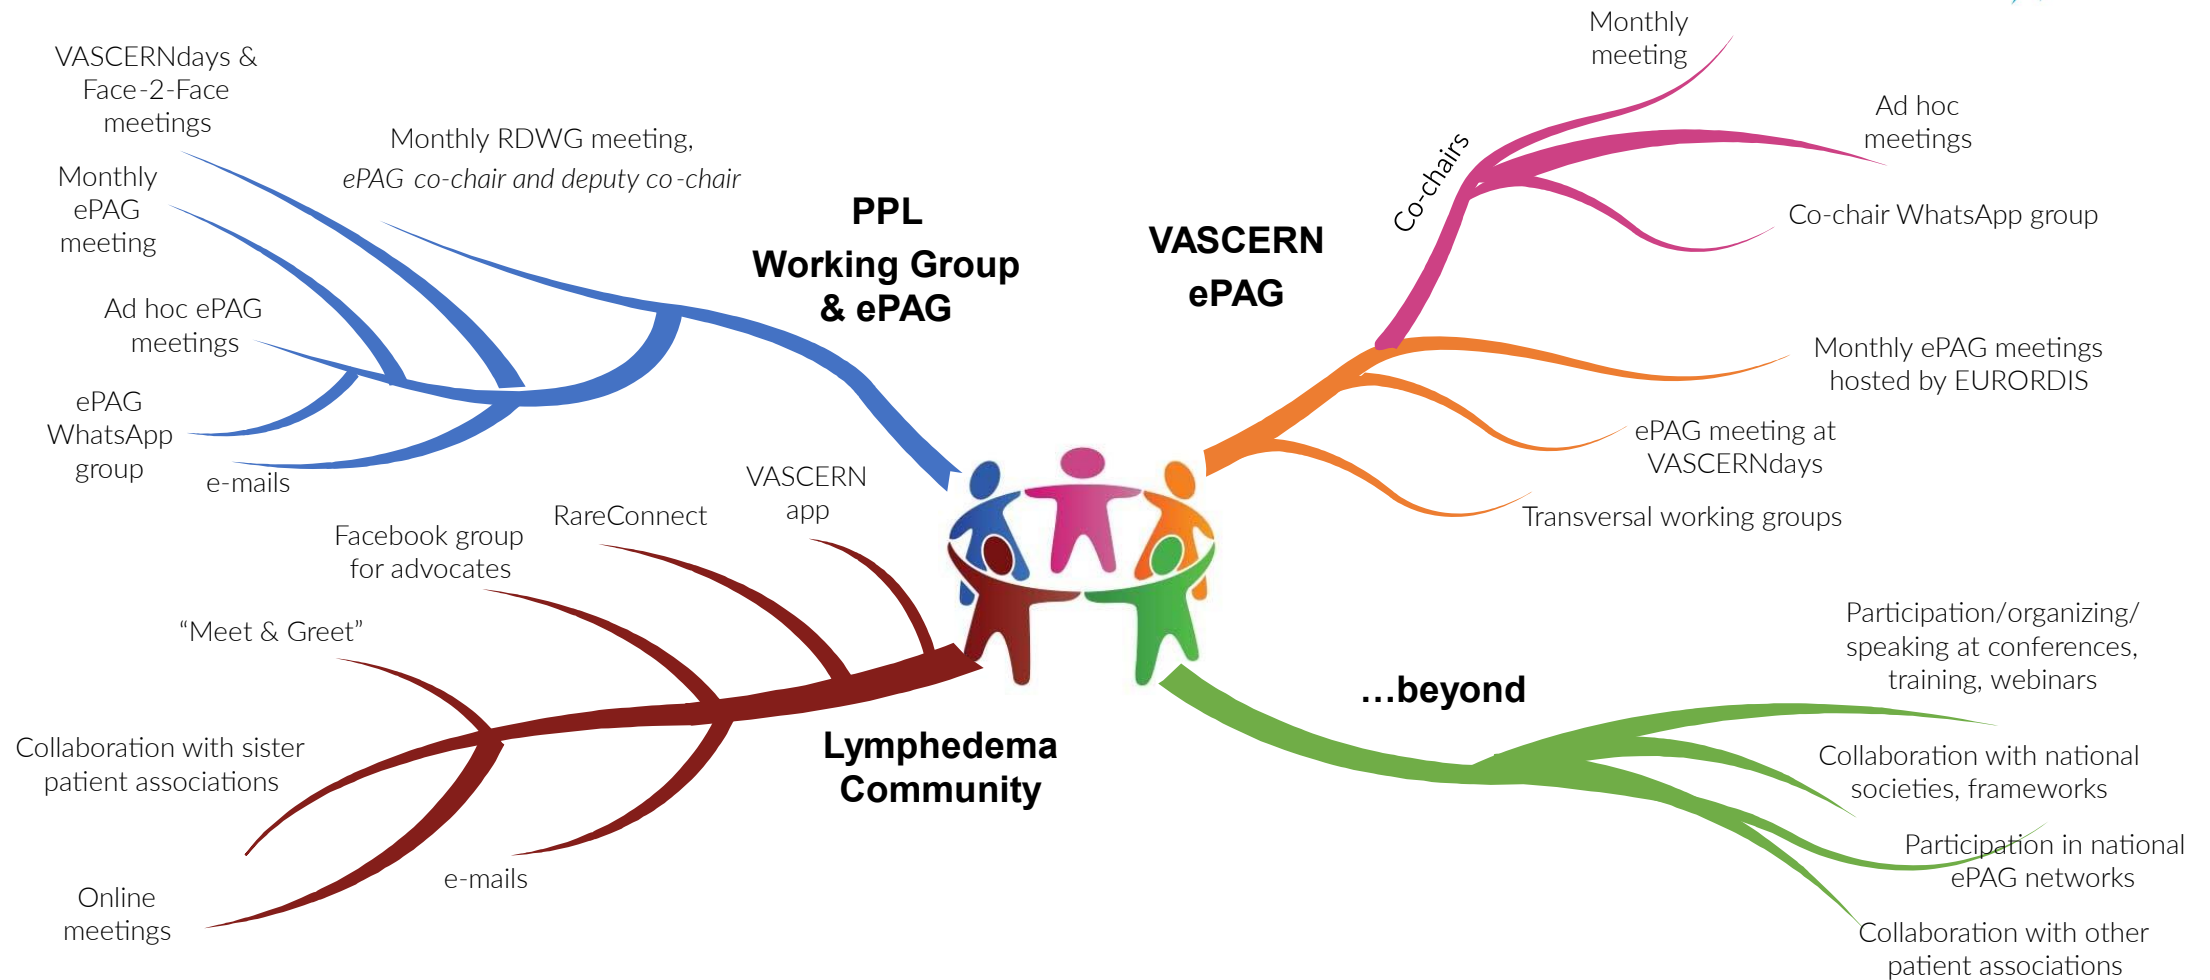 VASCERNdays &
Face-2-Face
meetings
Monthly RDWG meeting,
ePAG co-chair and deputy co-chair
Monthly
ePAG
meeting
Ad hoc ePAG
meetings
ePAG
WhatsApp
group
e-mails
PPL
Working Group
& ePAG
VASCERN
ePAG
Co-chairs
Monthly
meeting
Ad hoc
meetings
Co-chair WhatsApp group
Monthly ePAG meetings
hosted by EURORDIS
ePAG meeting at
VASCERNdays
Transversal working groups
VASCERN
app
RareConnect
Facebook group
for advocates
“Meet & Greet”
Collaboration with sister
patient associations
Online
meetings
e-mails
Lymphedema
Community
...beyond
Participation/organizing/
speaking at conferences,
training, webinars
Collaboration with national
societies, frameworks
Participation in national
ePAG networks
Collaboration with other
patient associations